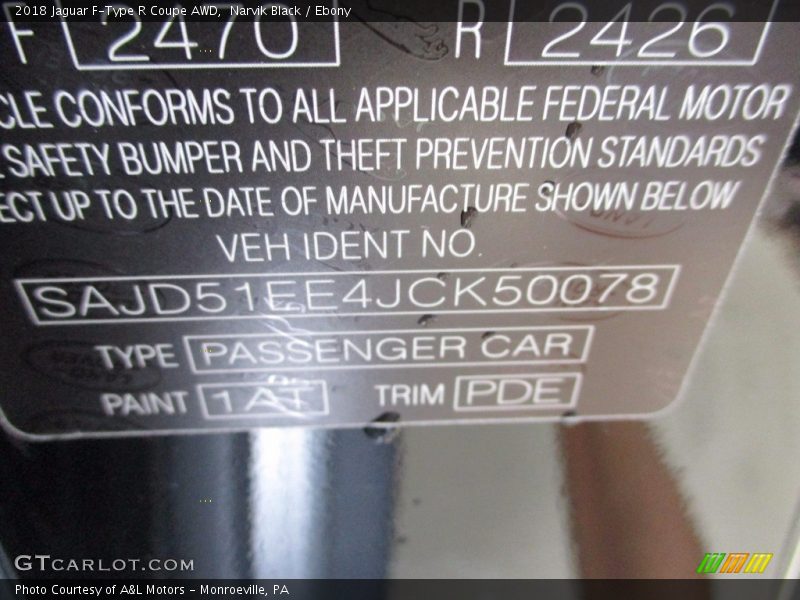 2018 Jaguar F-Type R Coupe AWD, Narvik Black / Ebony
F 2470 R 2426
CLE CONFORMS TO ALL APPLICABLE FEDERAL MOTOR
SAFETY BUMPER AND THEFT PREVENTION STANDARDS
ECT UP TO THE DATE OF MANUFACTURE SHOWN BELOW
VEH IDENT NO.
SAJD51EE4JCK50078
TYPE PASSENGER CAR
PAINT 1AT TRIM PDE
GTCARLOT.COM
Photo Courtesy of A&L Motors - Monroeville, PA